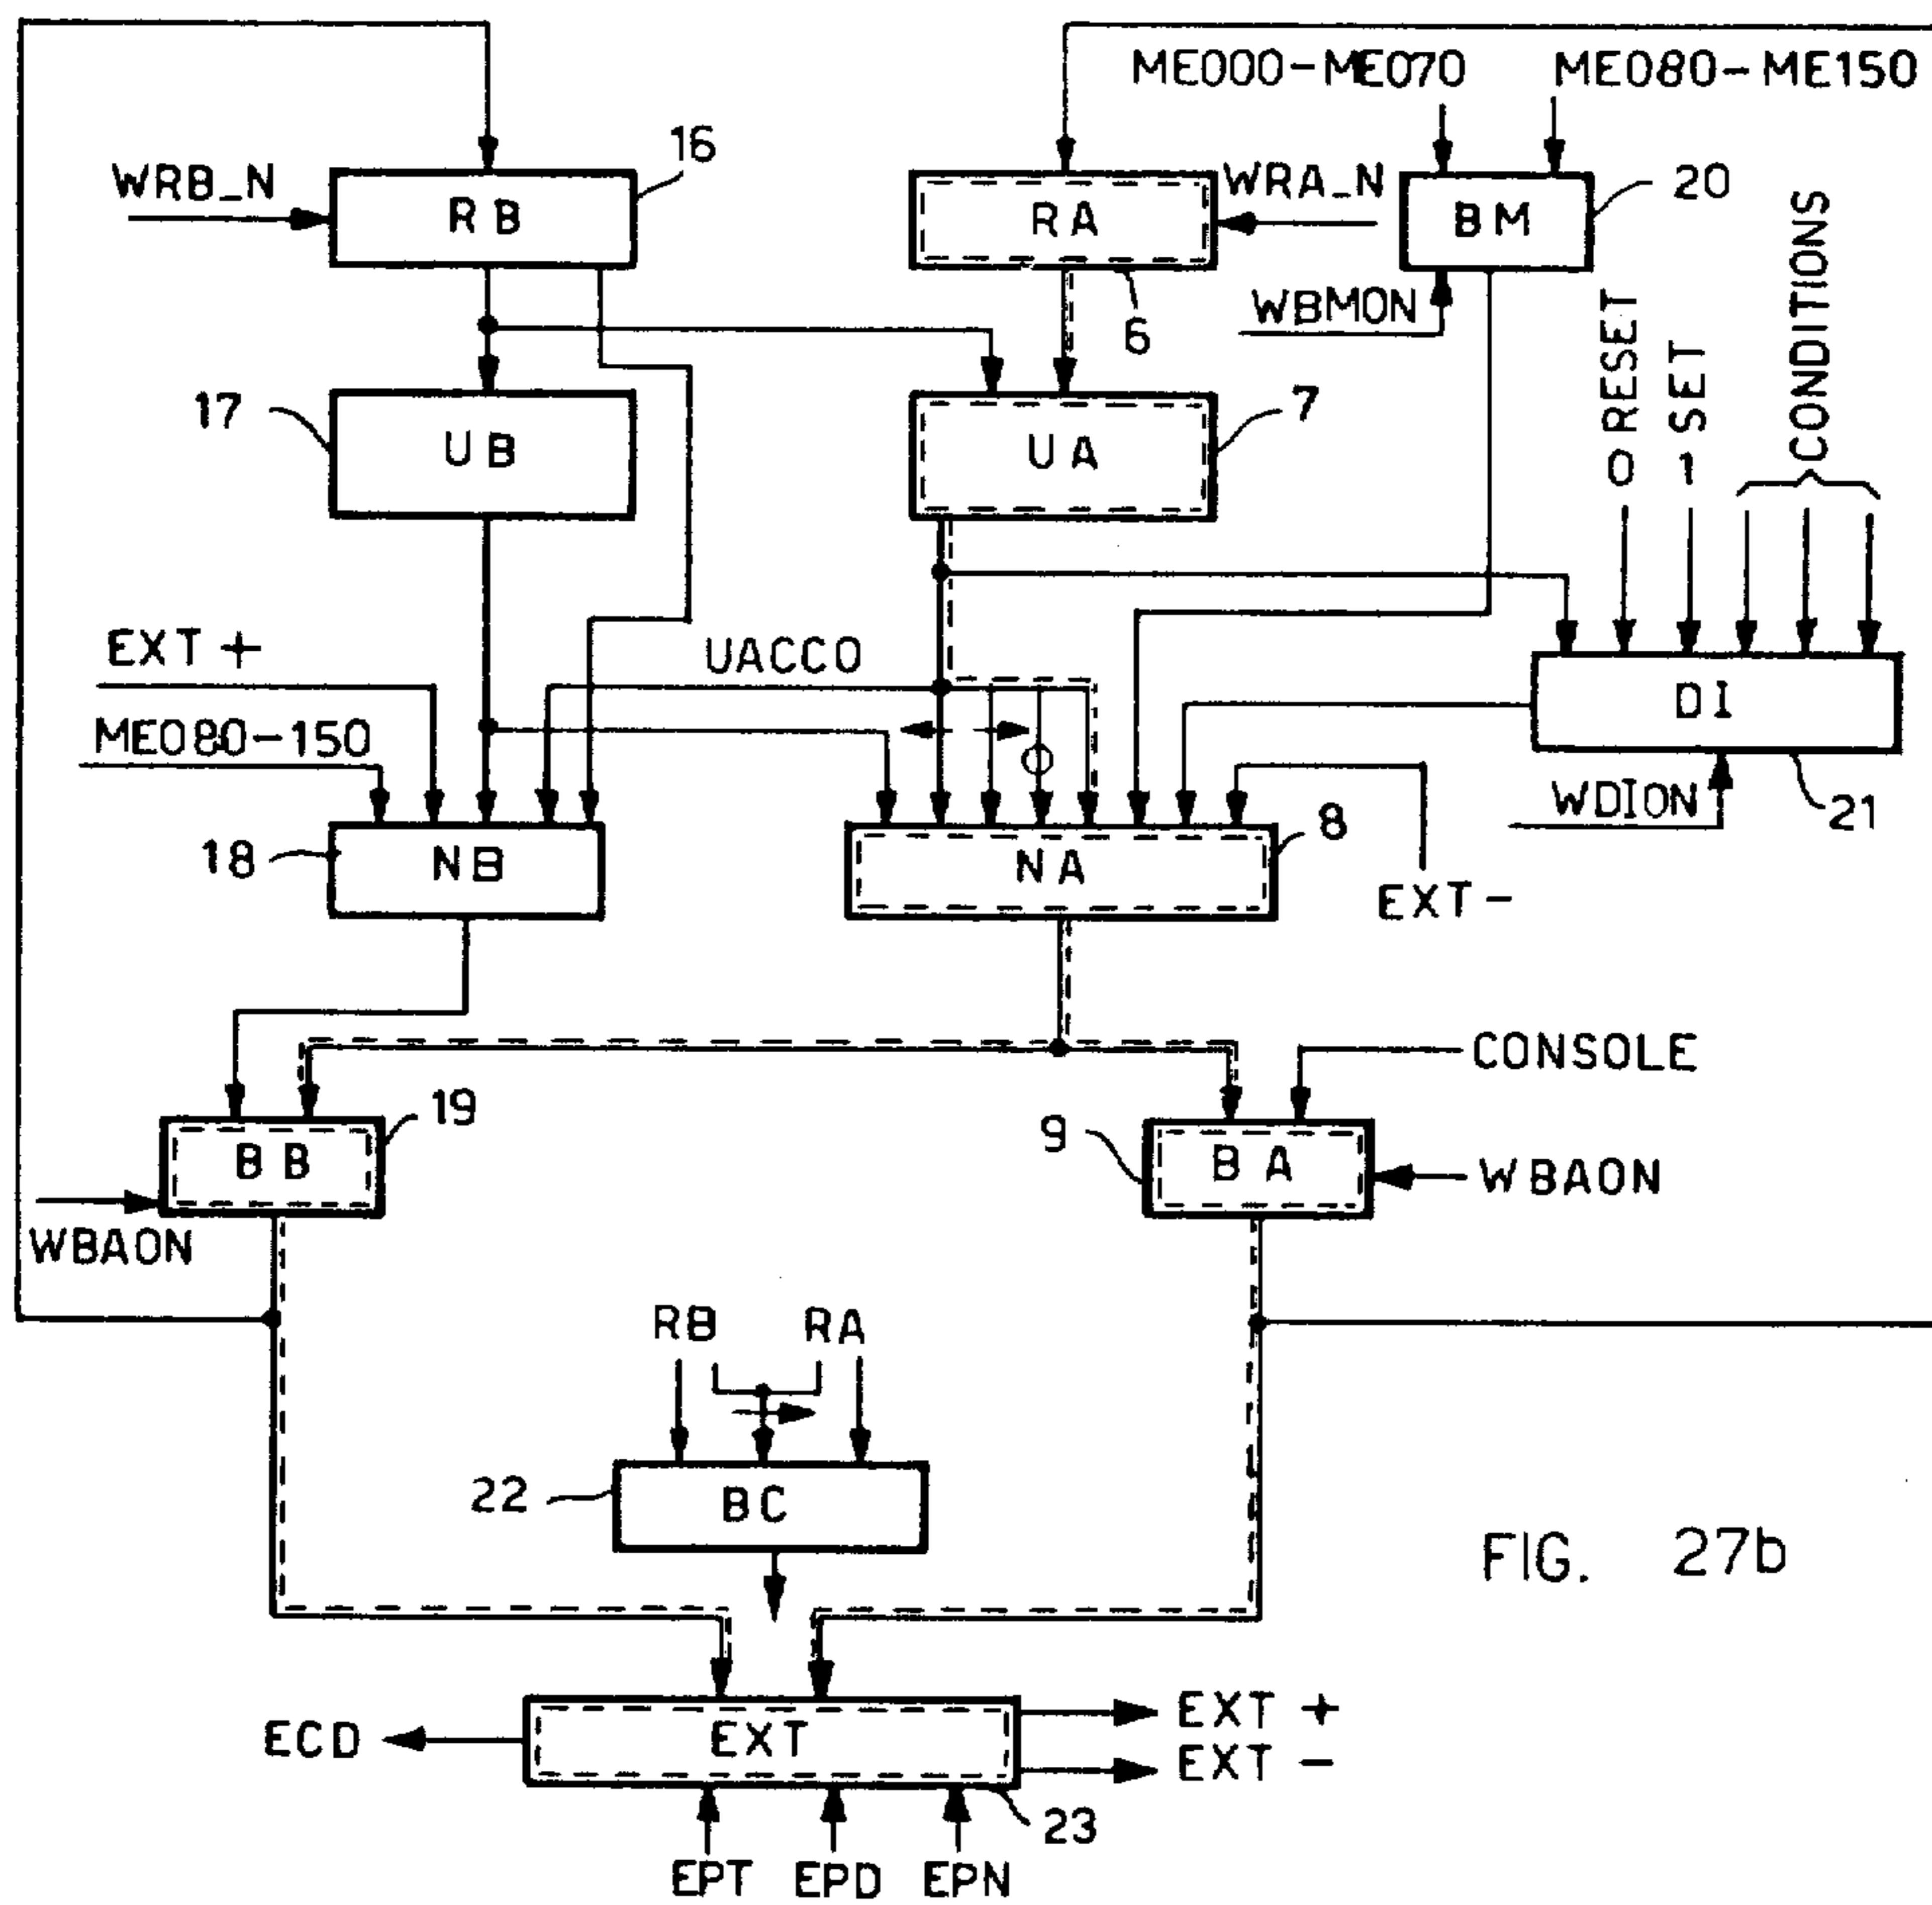 ME000-ME070
ME080-ME150
16
WRB_N
RB
RA
WRA_N
BM
20
WBMON
6
0 RESET
1 SET
CONDITIONS
17
UB
UA
7
EXT +
UACCO
ME080-150
DI
WDION
21
18
NB
NA
8
EXT -
CONSOLE
19
BB
9
BA
WBAON
WBAON
RB
RA
22
BC
FIG. 27b
ECD
EXT
EXT +
EXT -
23
EPT
EPD
EPN